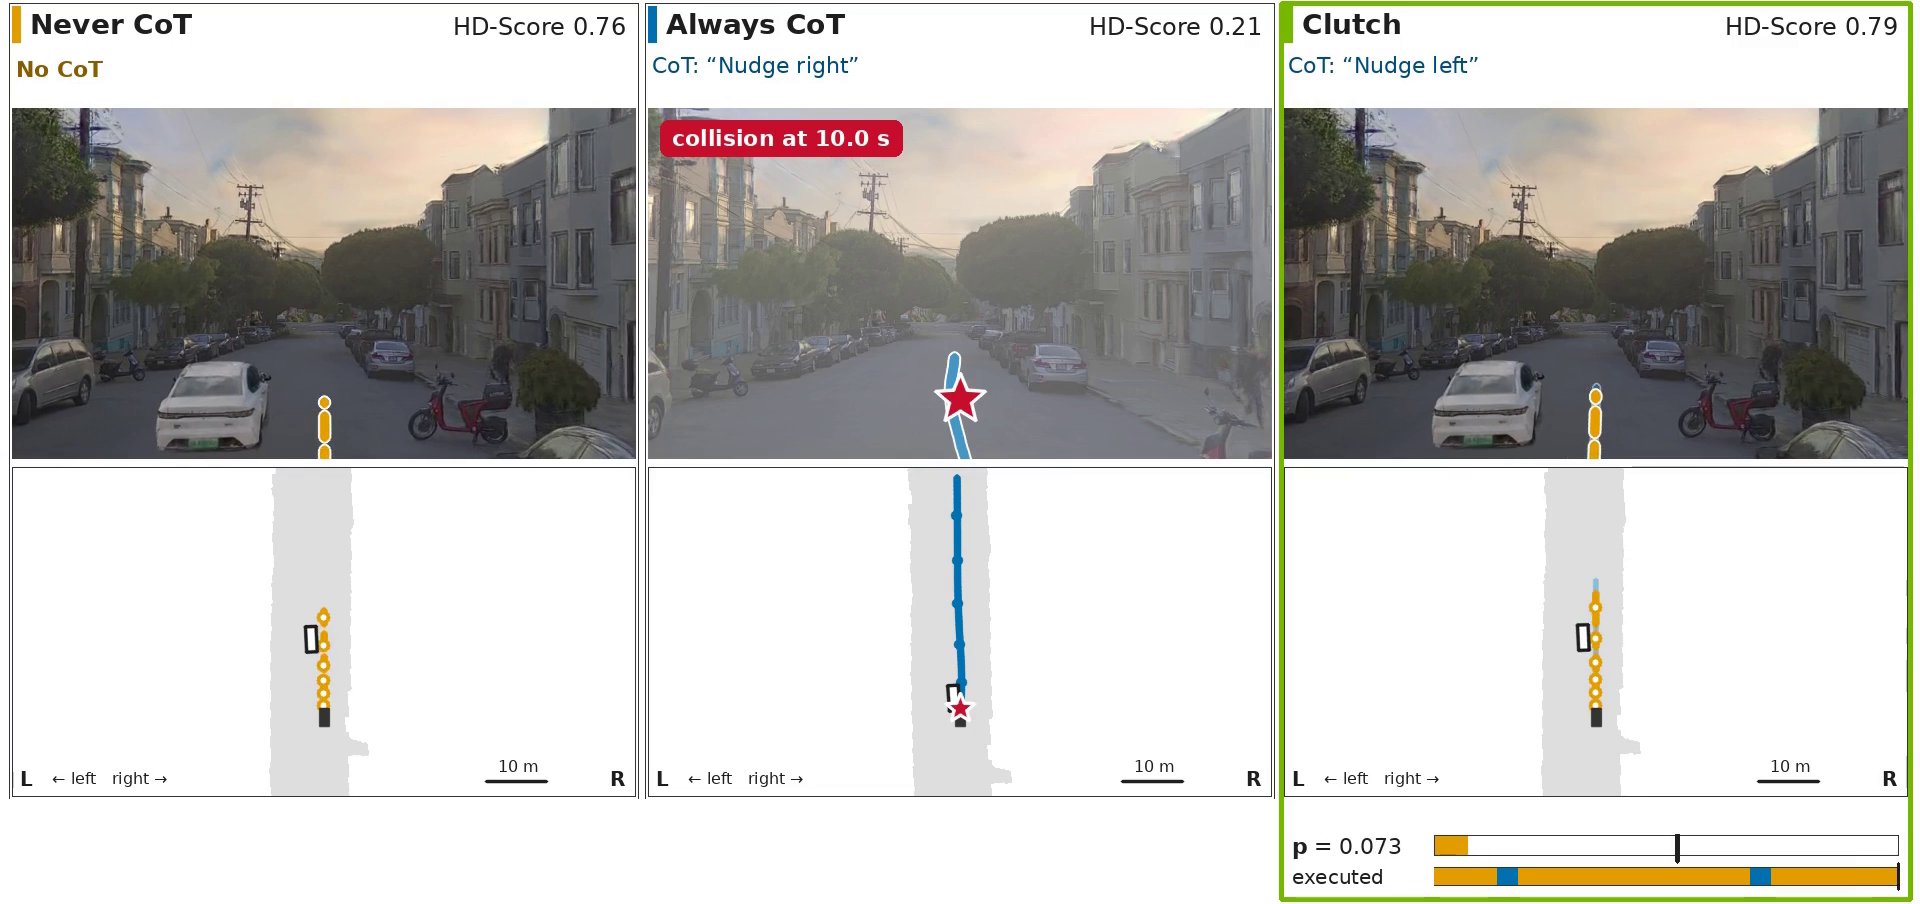 Never CoT
HD-Score 0.76
No CoT
L ← left right → 10 m R
Always CoT
HD-Score 0.21
CoT: “Nudge right”
collision at 10.0 s
L ← left right → 10 m R
Clutch
HD-Score 0.79
CoT: “Nudge left”
L ← left right → 10 m R
p = 0.073
executed